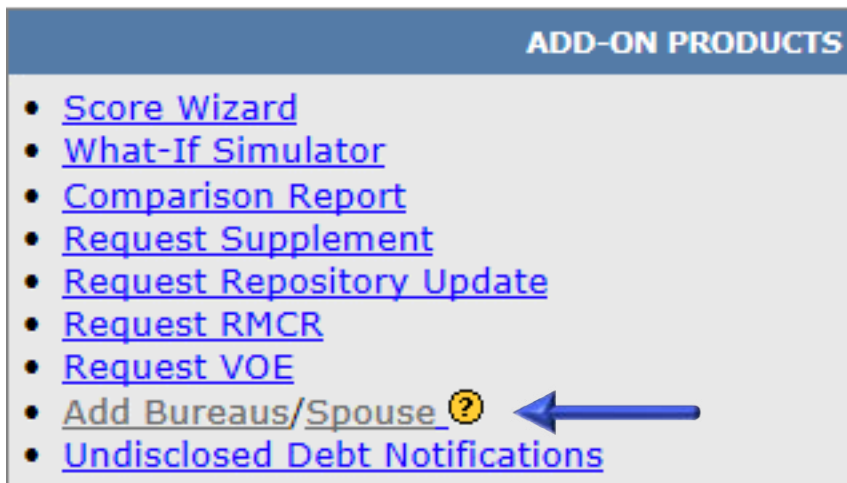 ADD-ON PRODUCTS
Score Wizard
What-If Simulator
Comparison Report
Request Supplement
Request Repository Update
Request RMCR
Request VOE
Add Bureaus/Spouse ?
Undisclosed Debt Notifications